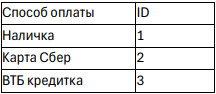 Способ оплаты ID
Наличка 1
Карта Сбер 2
ВТБ кредитка 3